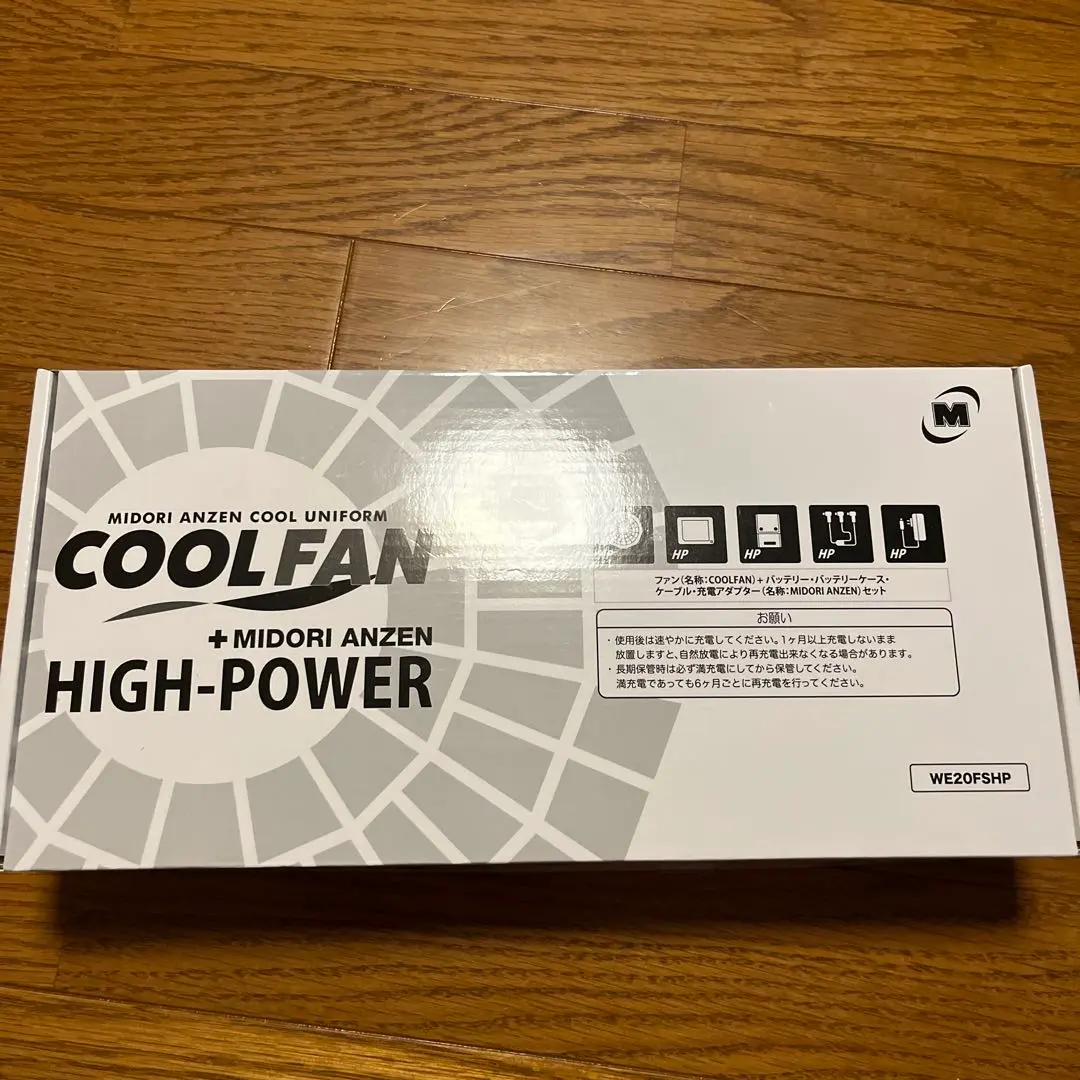 MIDORI ANZEN COOL UNIFORM
COOLFAN
+MIDORI ANZEN
HIGH-POWER
M
HP HP HP HP
ファン(名称:COOLFAN)+バッテリー・バッテリーケース・
ケーブル・充電アダプター(名称:MIDORI ANZEN)セット
お願い
・使用後は速やかに充電してください。1ヶ月以上充電しないまま
放置しますと、自然放電により再充電出来なくなる場合があります。
・長期保管時は必ず満充電にしてから保管してください。
満充電であっても6ヶ月ごとに再充電を行ってください。
WE20FSHP